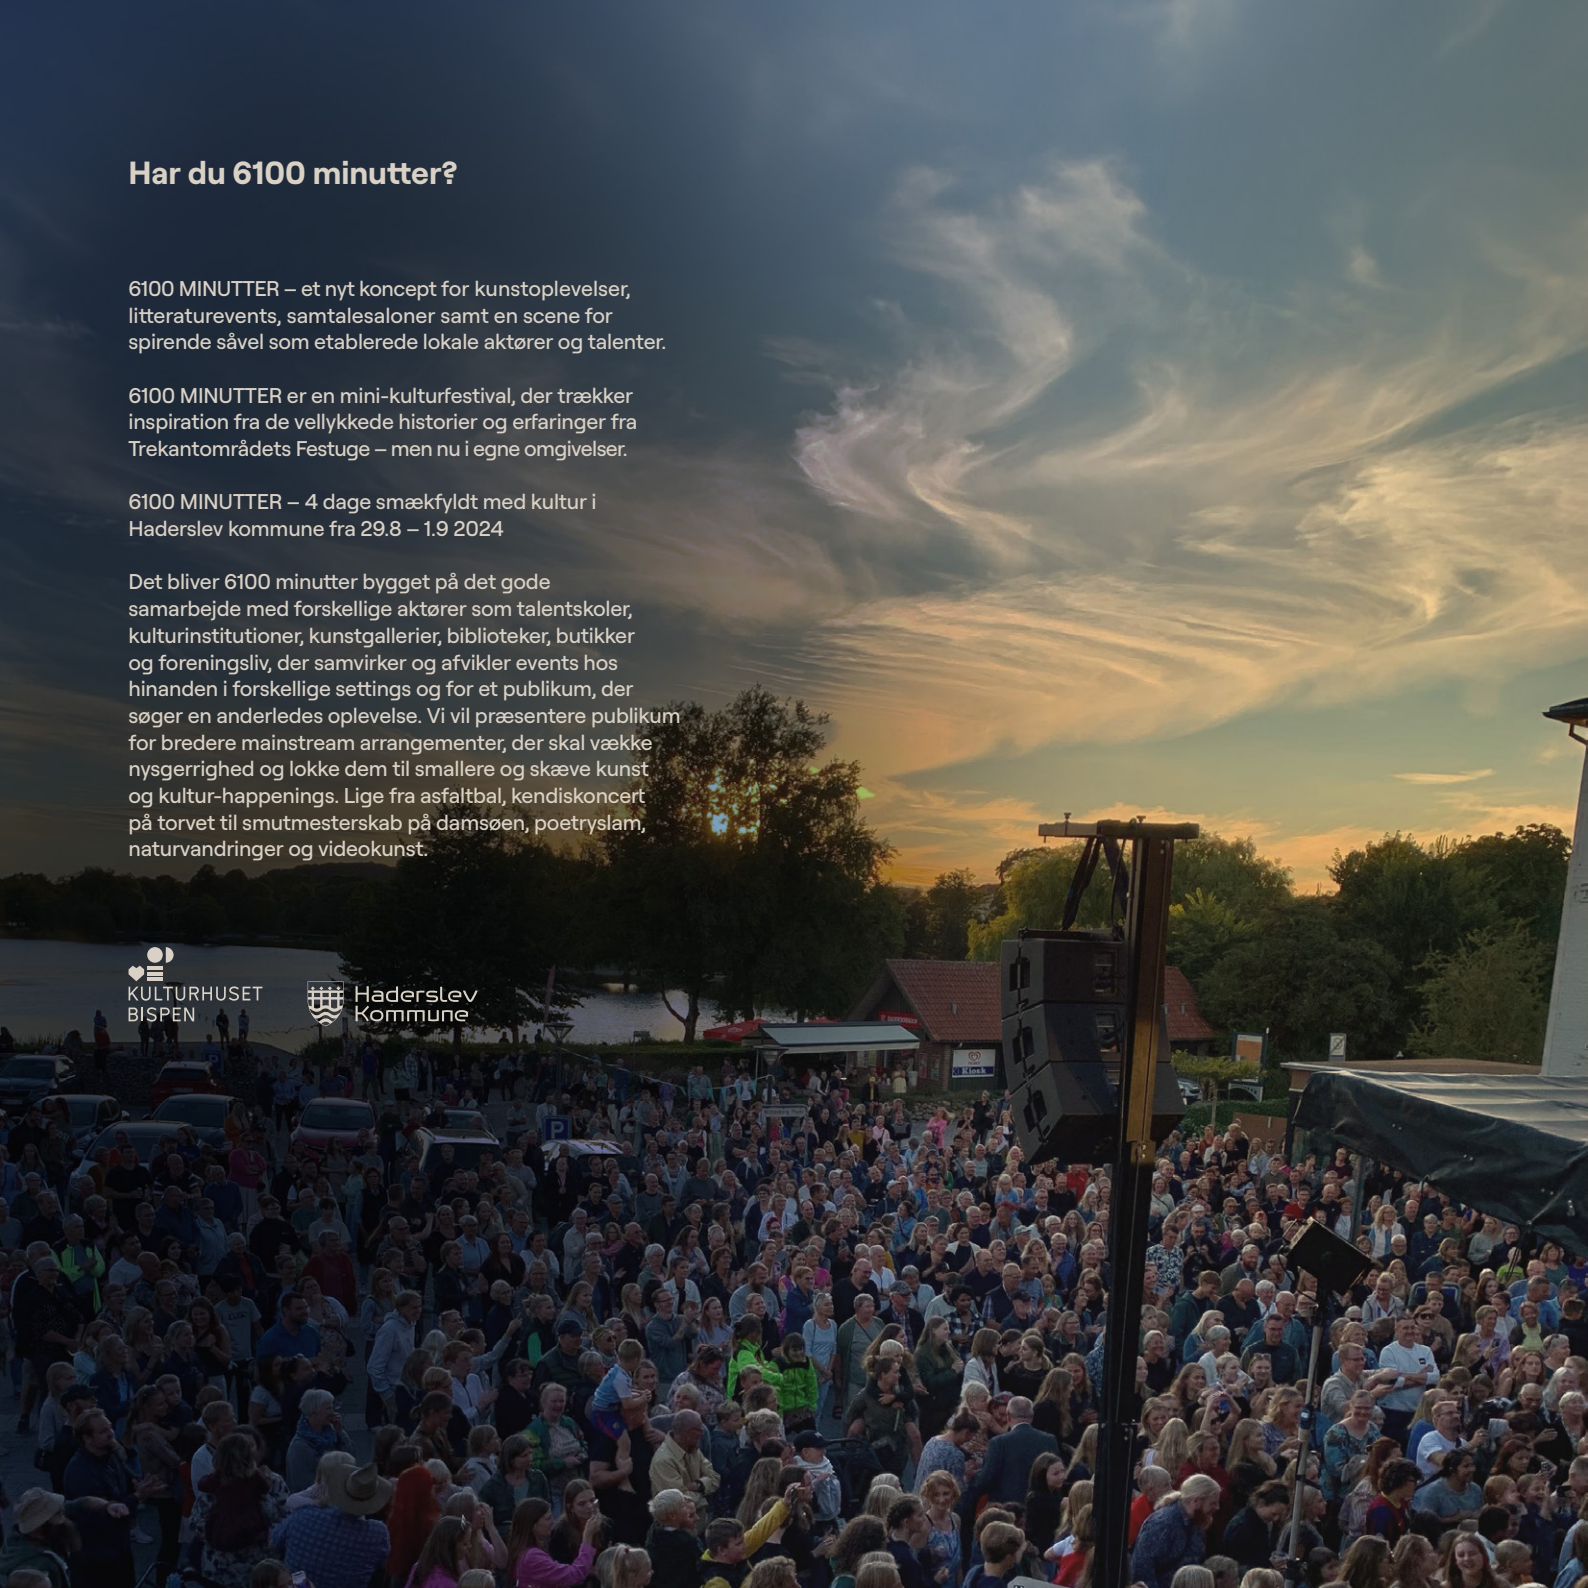 Har du 6100 minutter?
6100 MINUTTER – et nyt koncept for kunstoplevelser,
litteraturevents, samtalesaloner samt en scene for
spirende såvel som etablerede lokale aktører og talenter.
6100 MINUTTER er en mini-kulturfestival, der trækker
inspiration fra de vellykkede historier og erfaringer fra
Trekantområdets Festuge – men nu i egne omgivelser.
6100 MINUTTER – 4 dage smækfyldt med kultur i
Haderslev kommune fra 29.8 – 1.9 2024
Det bliver 6100 minutter bygget på det gode
samarbejde med forskellige aktører som talentskoler,
kulturinstitutioner, kunstgallerier, biblioteker, butikker
og foreningsliv, der samvirker og afvikler events hos
hinanden i forskellige settings og for et publikum, der
søger en anderledes oplevelse. Vi vil præsentere publikum
for bredere mainstream arrangementer, der skal vække
nysgerrighed og lokke dem til smallere og skæve kunst
og kultur-happenings. Lige fra asfaltbal, kendiskoncert
på torvet til smutmesterskab på damsøen, poetryslam,
naturvandringer og videokunst.
KULTURHUSET
BISPEN
Haderslev
Kommune
Kiosk
P